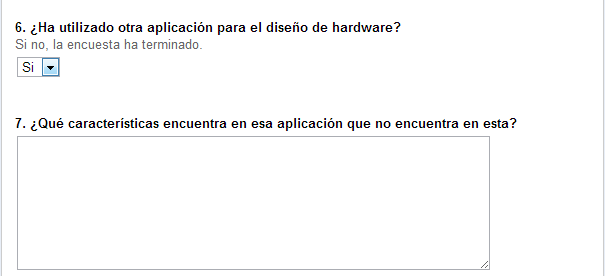 6. ¿Ha utilizado otra aplicación para el diseño de hardware?
Si no, la encuesta ha terminado.
Si
7. ¿Qué características encuentra en esa aplicación que no encuentra en esta?